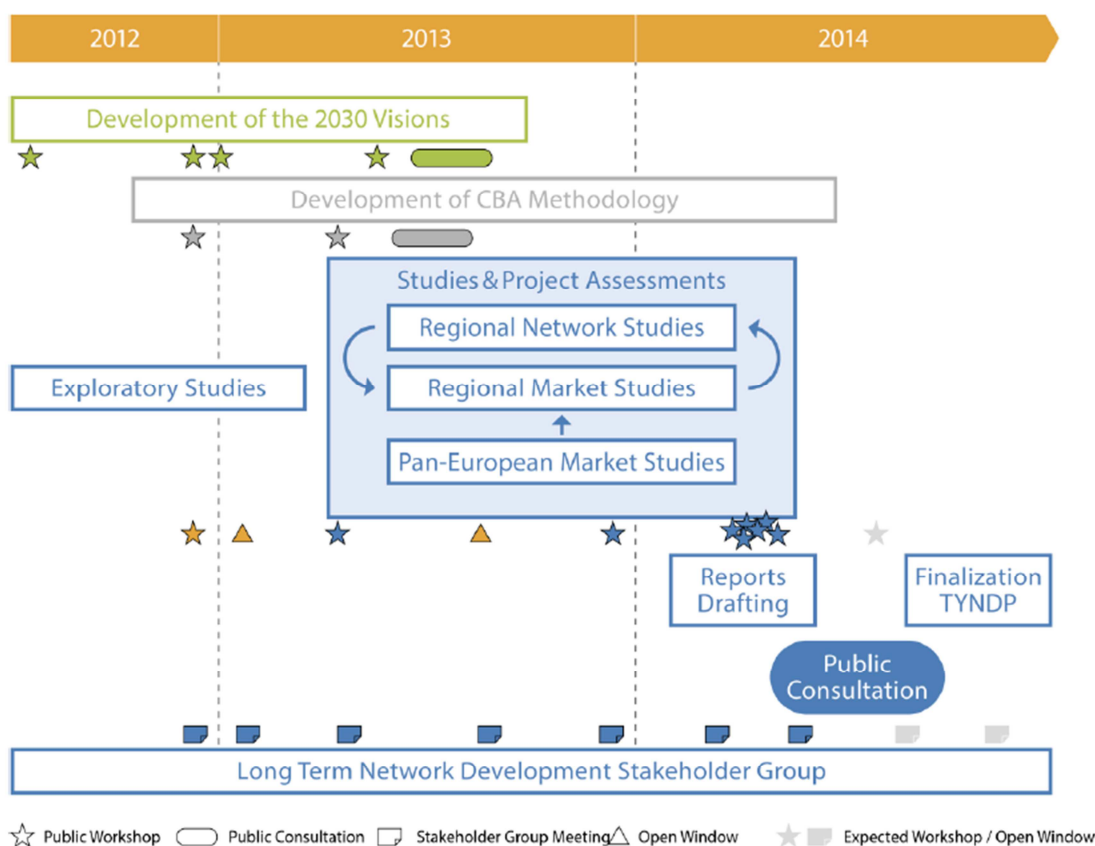 2012 2013 2014
Development of the 2030 Visions
Development of CBA Methodology
Studies & Project Assessments
Regional Network Studies
Exploratory Studies
Regional Market Studies
Pan-European Market Studies
Reports
Drafting
Finalization
TYNDP
Public
Consultation
Long Term Network Development Stakeholder Group
Public Workshop Public Consultation Stakeholder Group Meeting Open Window Expected Workshop / Open Window